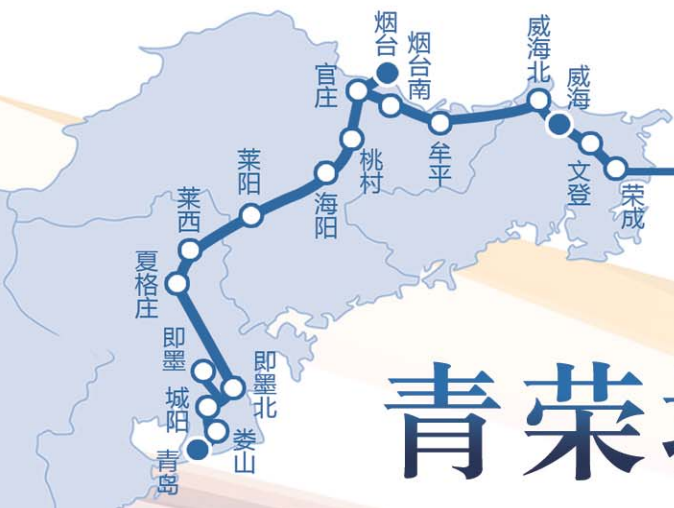 烟台
烟台南
官庄
威海北
威海
牟平
桃村
文登
荣成
海阳
莱阳
莱西
夏格庄
即墨
即墨北
城阳
娄山
青岛
青荣